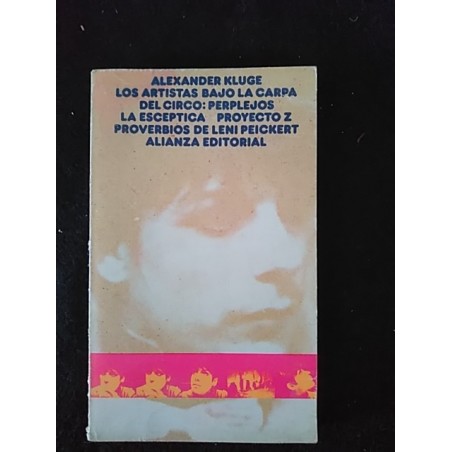 ALEXANDER KLUGE
LOS ARTISTAS BAJO LA CARPA
DEL CIRCO: PERPLEJOS
LA ESCEPTICA PROYECTO Z
PROVERBIOS DE LENI PEICKERT
ALIANZA EDITORIAL